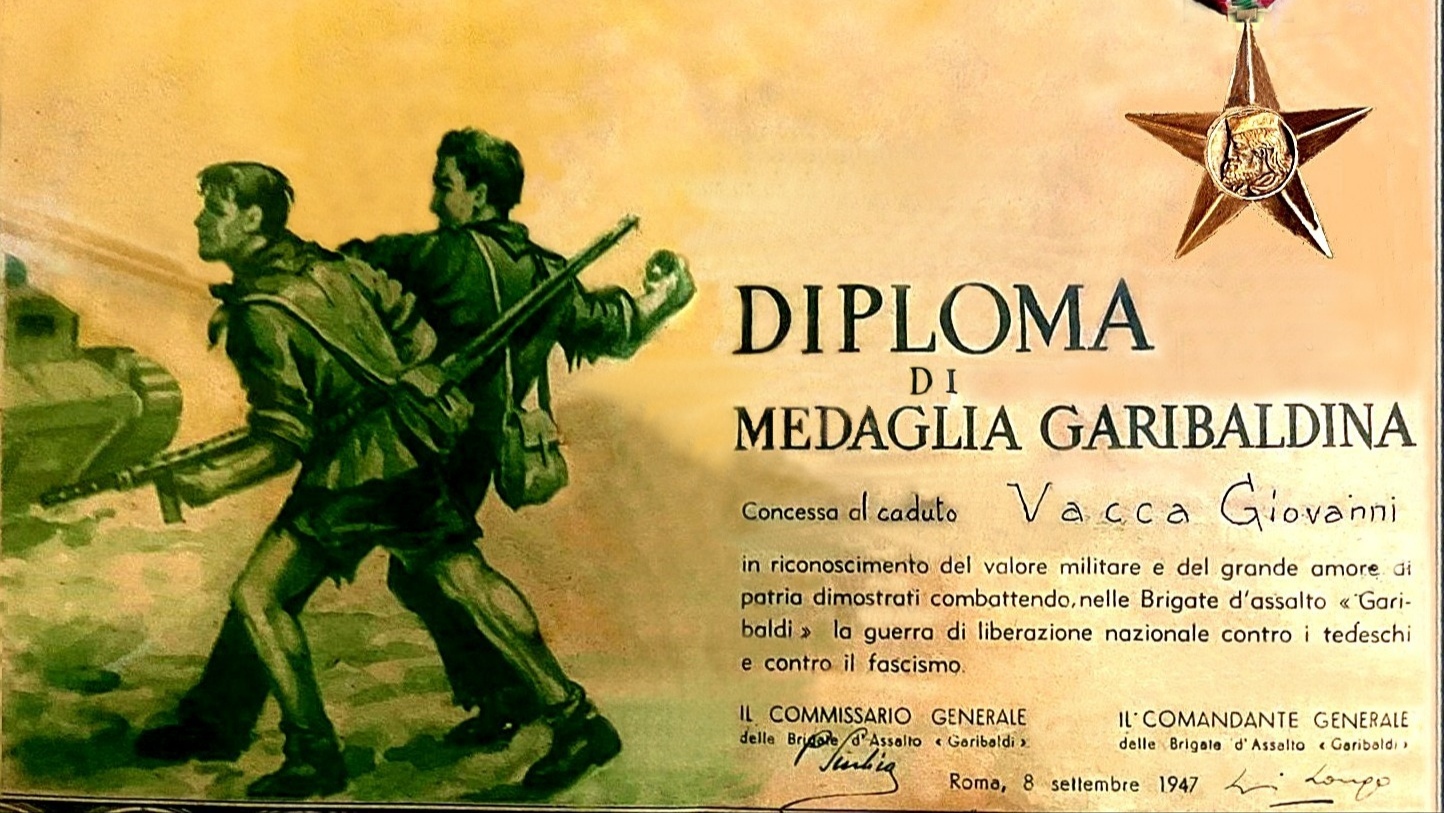 DIPLOMA
DI
MEDAGLIA GARIBALDINA
Concessa al caduto Vacca Giovanni
in riconoscimento del valore militare e del grande amore di
patria dimostrati combattendo, nelle Brigate d'assalto « Gari-
baldi » la guerra di liberazione nazionale contro i tedeschi
e contro il fascismo.
IL COMMISSARIO GENERALE
delle Brigate d'Assalto « Garibaldi »
IL COMANDANTE GENERALE
delle Brigate d'Assalto « Garibaldi »
Roma, 8 settembre 1947 Luigi Longo